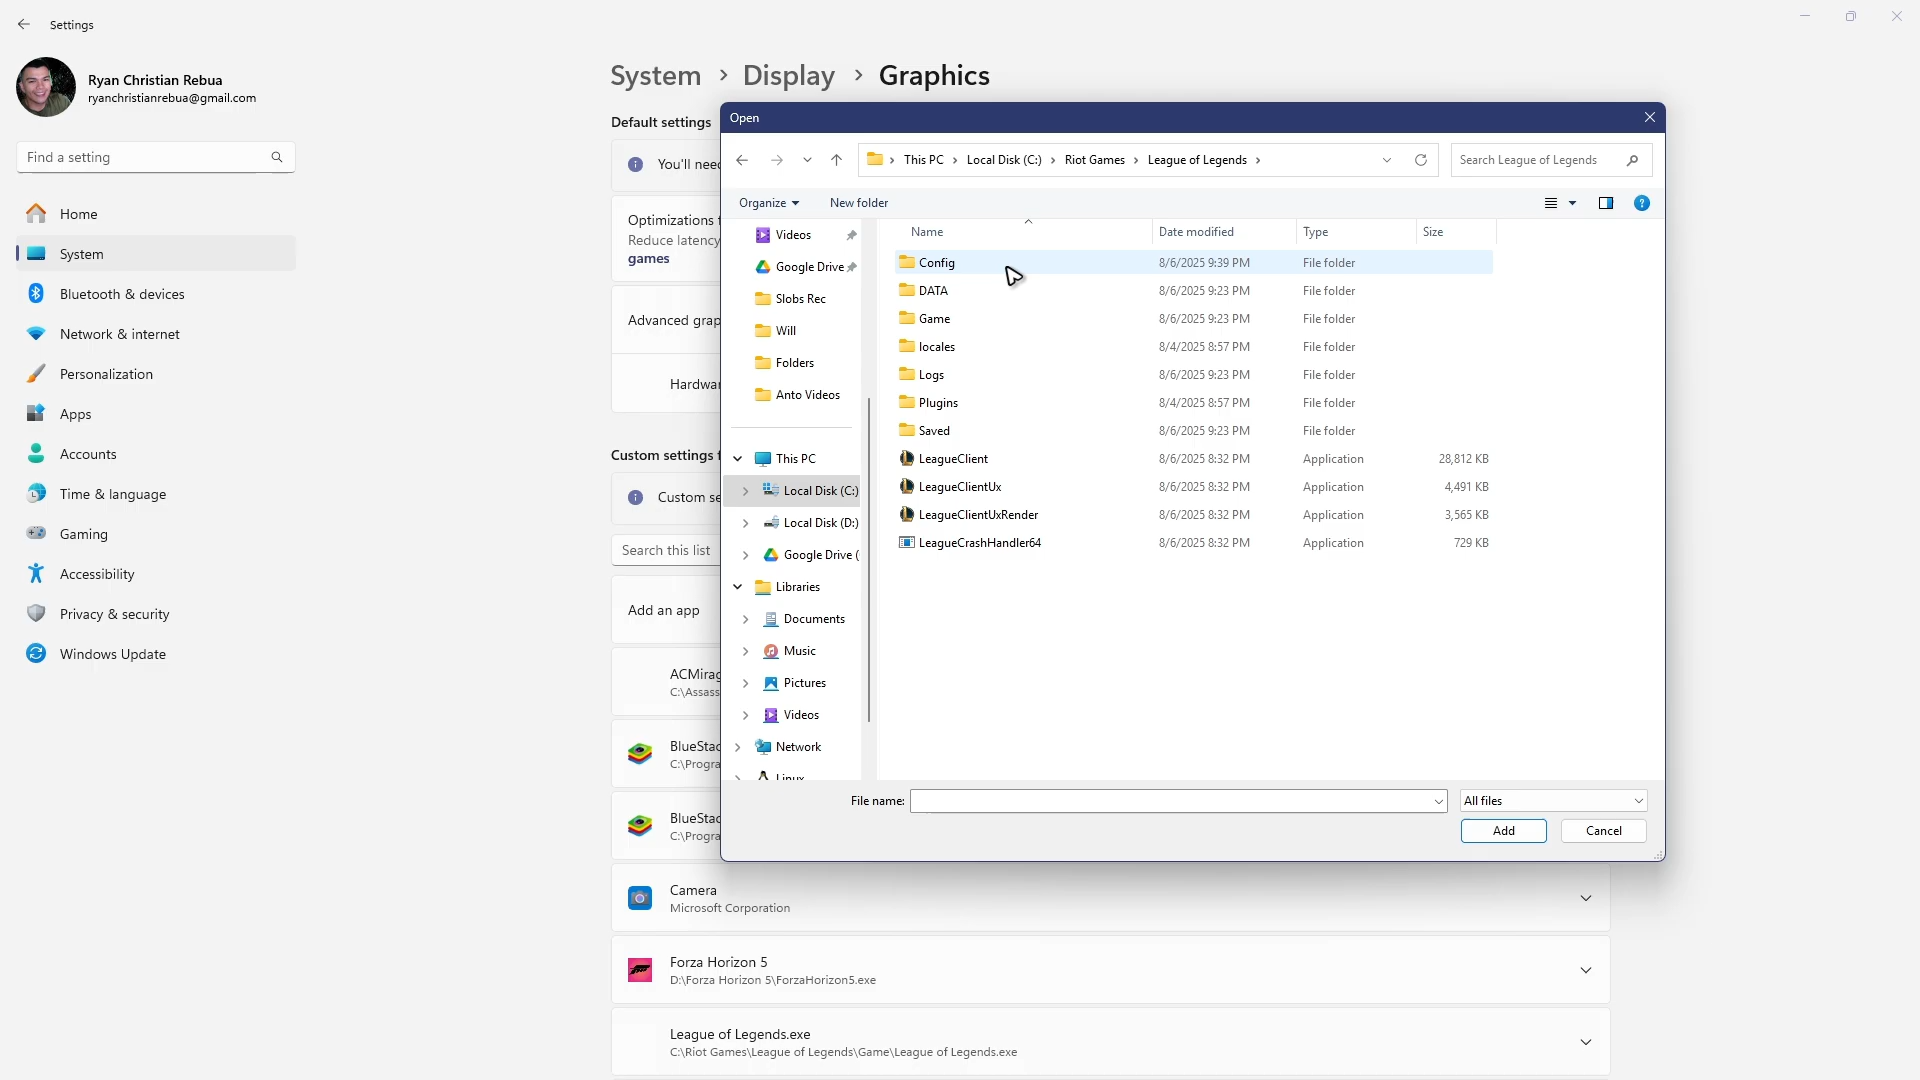 Settings
Ryan Christian Rebua
ryanchristianrebua@gmail.com
Find a setting
Home
System
Bluetooth & devices
Network & internet
Personalization
Apps
Accounts
Time & language
Gaming
Accessibility
Privacy & security
Windows Update
System > Display > Graphics
Default settings
You'll need
Optimizations f
Reduce latency
games
Advanced grap
Hardwar
Custom settings f
Custom se
Search this list
Add an app
ACMirag
C:\Assass
BlueStac
C:\Progra
BlueStac
C:\Progra
Camera
Microsoft Corporation
Forza Horizon 5
D:\Forza Horizon 5\ForzaHorizon5.exe
League of Legends.exe
C:\Riot Games\League of Legends\Game\League of Legends.exe
Open
This PC > Local Disk (C:) > Riot Games > League of Legends >
Search League of Legends
Organize
New folder
Videos
Google Drive
Slobs Rec
Will
Folders
Anto Videos
This PC
Local Disk (C:)
Local Disk (D:)
Google Drive (
Libraries
Documents
Music
Pictures
Videos
Network
Linux
Name Date modified Type Size
Config 8/6/2025 9:39 PM File folder
DATA 8/6/2025 9:23 PM File folder
Game 8/6/2025 9:23 PM File folder
locales 8/4/2025 8:57 PM File folder
Logs 8/6/2025 9:23 PM File folder
Plugins 8/4/2025 8:57 PM File folder
Saved 8/6/2025 9:23 PM File folder
LeagueClient 8/6/2025 8:32 PM Application 28,812 KB
LeagueClientUx 8/6/2025 8:32 PM Application 4,491 KB
LeagueClientUxRender 8/6/2025 8:32 PM Application 3,565 KB
LeagueCrashHandler64 8/6/2025 8:32 PM Application 729 KB
File name:
All files
Add
Cancel